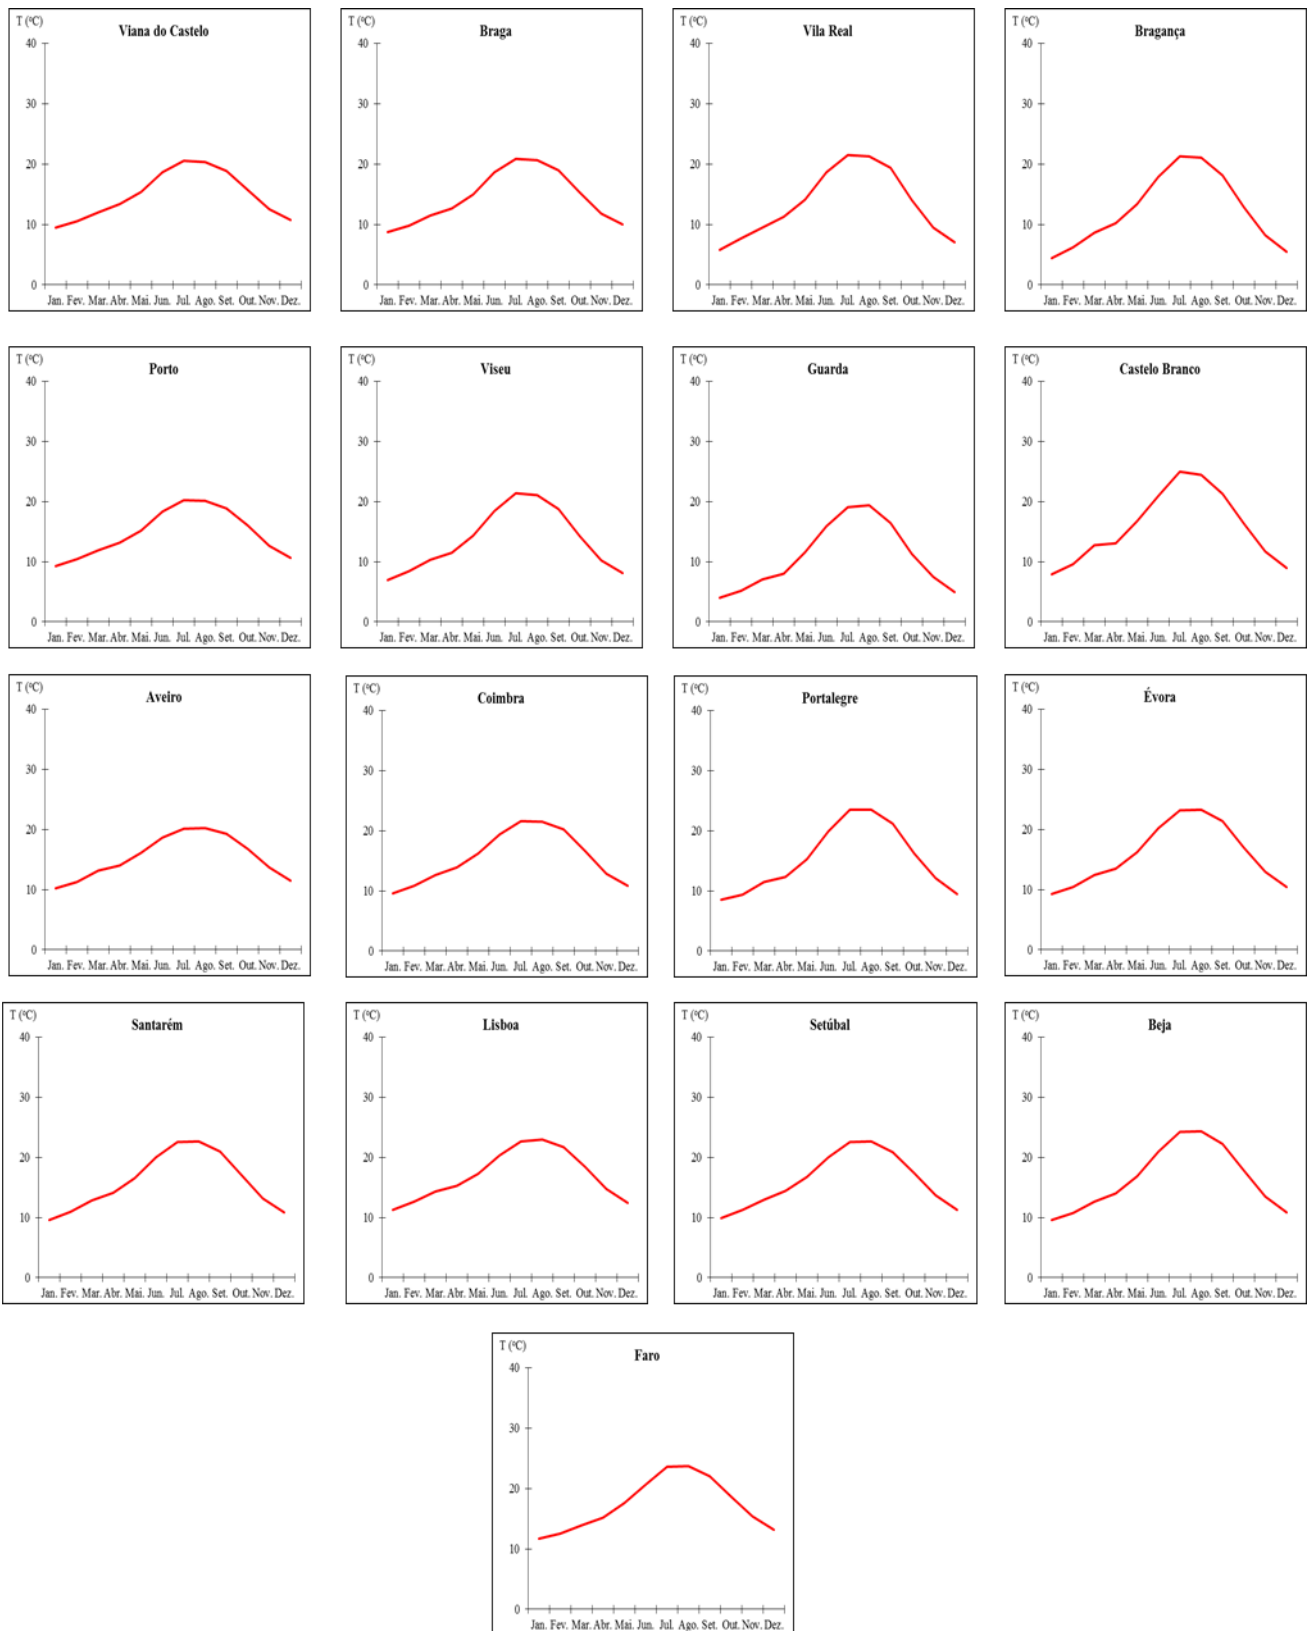 T (ºC)
Viana do Castelo
40
30
20
10
0
Jan. Fev. Mar. Abr. Mai. Jun. Jul. Ago. Set. Out. Nov. Dez.
T (ºC)
Braga
40
30
20
10
0
Jan. Fev. Mar. Abr. Mai. Jun. Jul. Ago. Set. Out. Nov. Dez.
T (ºC)
Vila Real
40
30
20
10
0
Jan. Fev. Mar. Abr. Mai. Jun. Jul. Ago. Set. Out. Nov. Dez.
T (ºC)
Bragança
40
30
20
10
0
Jan. Fev. Mar. Abr. Mai. Jun. Jul. Ago. Set. Out. Nov. Dez.
T (ºC)
Porto
40
30
20
10
0
Jan. Fev. Mar. Abr. Mai. Jun. Jul. Ago. Set. Out. Nov. Dez.
T (ºC)
Viseu
40
30
20
10
0
Jan. Fev. Mar. Abr. Mai. Jun. Jul. Ago. Set. Out. Nov. Dez.
T (ºC)
Guarda
40
30
20
10
0
Jan. Fev. Mar. Abr. Mai. Jun. Jul. Ago. Set. Out. Nov. Dez.
T (ºC)
Castelo Branco
40
30
20
10
0
Jan. Fev. Mar. Abr. Mai. Jun. Jul. Ago. Set. Out. Nov. Dez.
T (ºC)
Aveiro
40
30
20
10
0
Jan. Fev. Mar. Abr. Mai. Jun. Jul. Ago. Set. Out. Nov. Dez.
T (ºC)
Coimbra
40
30
20
10
0
Jan. Fev. Mar. Abr. Mai. Jun. Jul. Ago. Set. Out. Nov. Dez.
T (ºC)
Portalegre
40
30
20
10
0
Jan. Fev. Mar. Abr. Mai. Jun. Jul. Ago. Set. Out. Nov. Dez.
T (ºC)
Évora
40
30
20
10
0
Jan. Fev. Mar. Abr. Mai. Jun. Jul. Ago. Set. Out. Nov. Dez.
T (ºC)
Santarém
40
30
20
10
0
Jan. Fev. Mar. Abr. Mai. Jun. Jul. Ago. Set. Out. Nov. Dez.
T (ºC)
Lisboa
40
30
20
10
0
Jan. Fev. Mar. Abr. Mai. Jun. Jul. Ago. Set. Out. Nov. Dez.
T (ºC)
Setúbal
40
30
20
10
0
Jan. Fev. Mar. Abr. Mai. Jun. Jul. Ago. Set. Out. Nov. Dez.
T (ºC)
Beja
40
30
20
10
0
Jan. Fev. Mar. Abr. Mai. Jun. Jul. Ago. Set. Out. Nov. Dez.
T (ºC)
Faro
40
30
20
10
0
Jan. Fev. Mar. Abr. Mai. Jun. Jul. Ago. Set. Out. Nov. Dez.